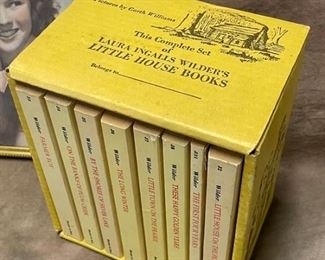 Pictures by Garth Williams
This Complete Set
of
LAURA INGALLS WILDER'S
LITTLE HOUSE BOOKS
Belongs to
Wilder FARMER BOY
Wilder ON THE BANKS OF PLUM CREEK
Wilder BY THE SHORES OF SILVER LAKE
Wilder THE LONG WINTER
Wilder LITTLE TOWN ON THE PRAIRIE
Wilder THESE HAPPY GOLDEN YEARS
Wilder THE FIRST FOUR YEARS
Wilder LITTLE HOUSE ON THE